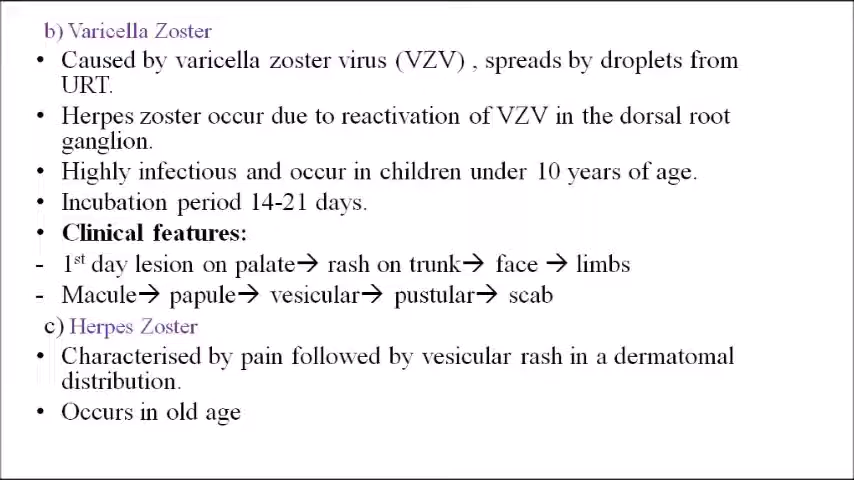 b) Varicella Zoster
• Caused by varicella zoster virus (VZV) , spreads by droplets from
URT.
• Herpes zoster occur due to reactivation of VZV in the dorsal root
ganglion.
• Highly infectious and occur in children under 10 years of age.
• Incubation period 14-21 days.
• Clinical features:
- 1st day lesion on palate→ rash on trunk→ face → limbs
- Macule→ papule→ vesicular→ pustular→ scab
c) Herpes Zoster
• Characterised by pain followed by vesicular rash in a dermatomal
distribution.
• Occurs in old age